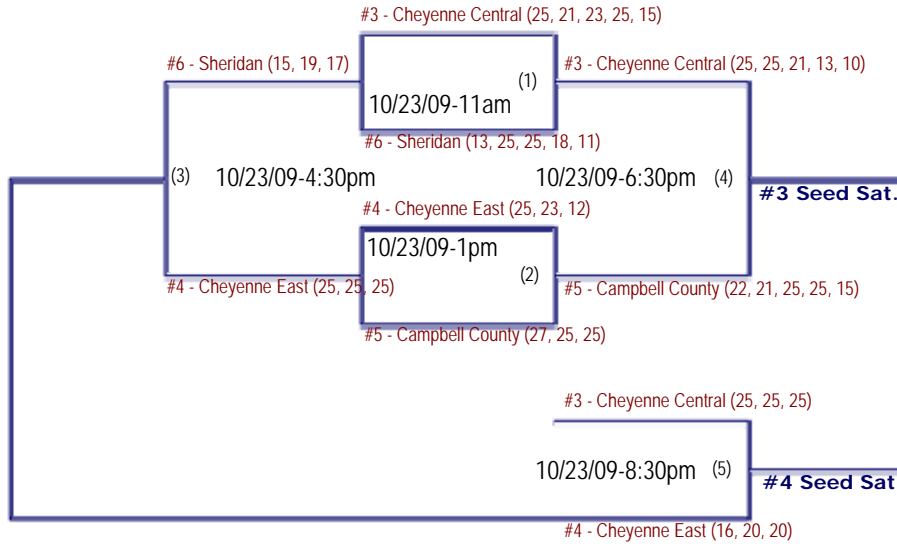 #3 - Cheyenne Central (25, 21, 23, 25, 15)
#6 - Sheridan (15, 19, 17)
#3 - Cheyenne Central (25, 25, 21, 13, 10)
(1)
10/23/09-11am
#6 - Sheridan (13, 25, 25, 18, 11)
(3)
10/23/09-4:30pm
10/23/09-6:30pm
(4)
#3 Seed Sat.
#4 - Cheyenne East (25, 23, 12)
10/23/09-1pm
(2)
#4 - Cheyenne East (25, 25, 25)
#5 - Campbell County (22, 21, 25, 25, 15)
#5 - Campbell County (27, 25, 25)
#3 - Cheyenne Central (25, 25, 25)
10/23/09-8:30pm
(5)
#4 Seed Sat
#4 - Cheyenne East (16, 20, 20)